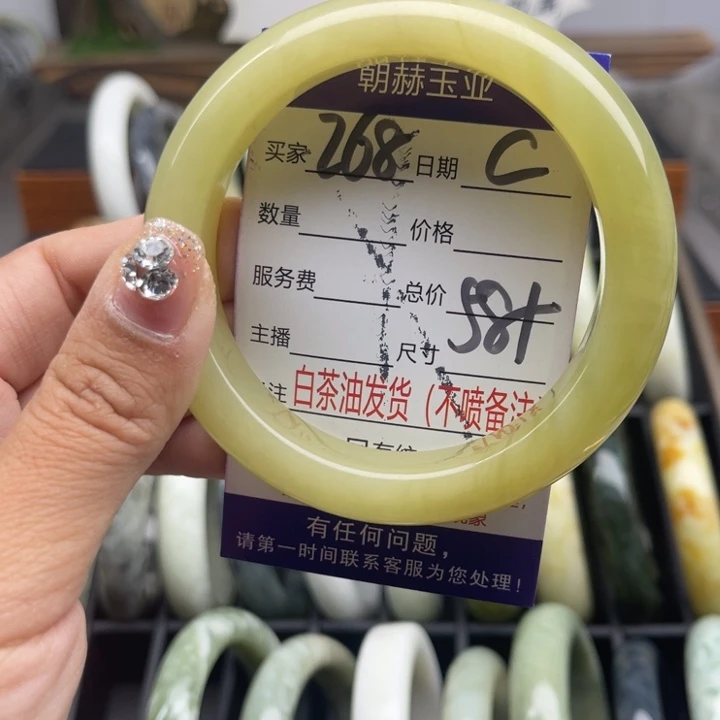 朝赫宝业
买家 268 日期 C
数量 价格
服务费 总价
主播 尺寸 58+
注 白茶油发货（不喷备注
有任何问题，
请第一时间联系客服为您处理！